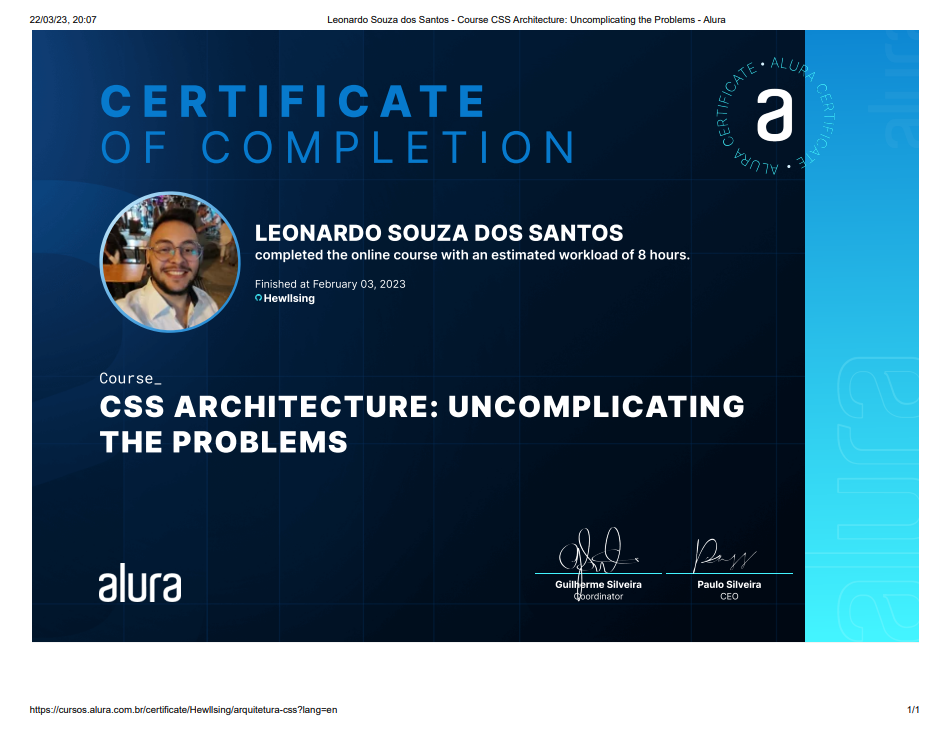 22/03/23, 20:07
Leonardo Souza dos Santos - Course CSS Architecture: Uncomplicating the Problems - Alura
CERTIFICATE
OF COMPLETION
ALURA CERTIFICATE • ALURA CERTIFICATE •
a
alura
LEONARDO SOUZA DOS SANTOS
completed the online course with an estimated workload of 8 hours.
Finished at February 03, 2023
Hewllsing
Course_
CSS ARCHITECTURE: UNCOMPLICATING
THE PROBLEMS
alura
alura
Guilherme Silveira
Coordinator
Paulo Silveira
CEO
https://cursos.alura.com.br/certificate/Hewllsing/arquitetura-css?lang=en
1/1